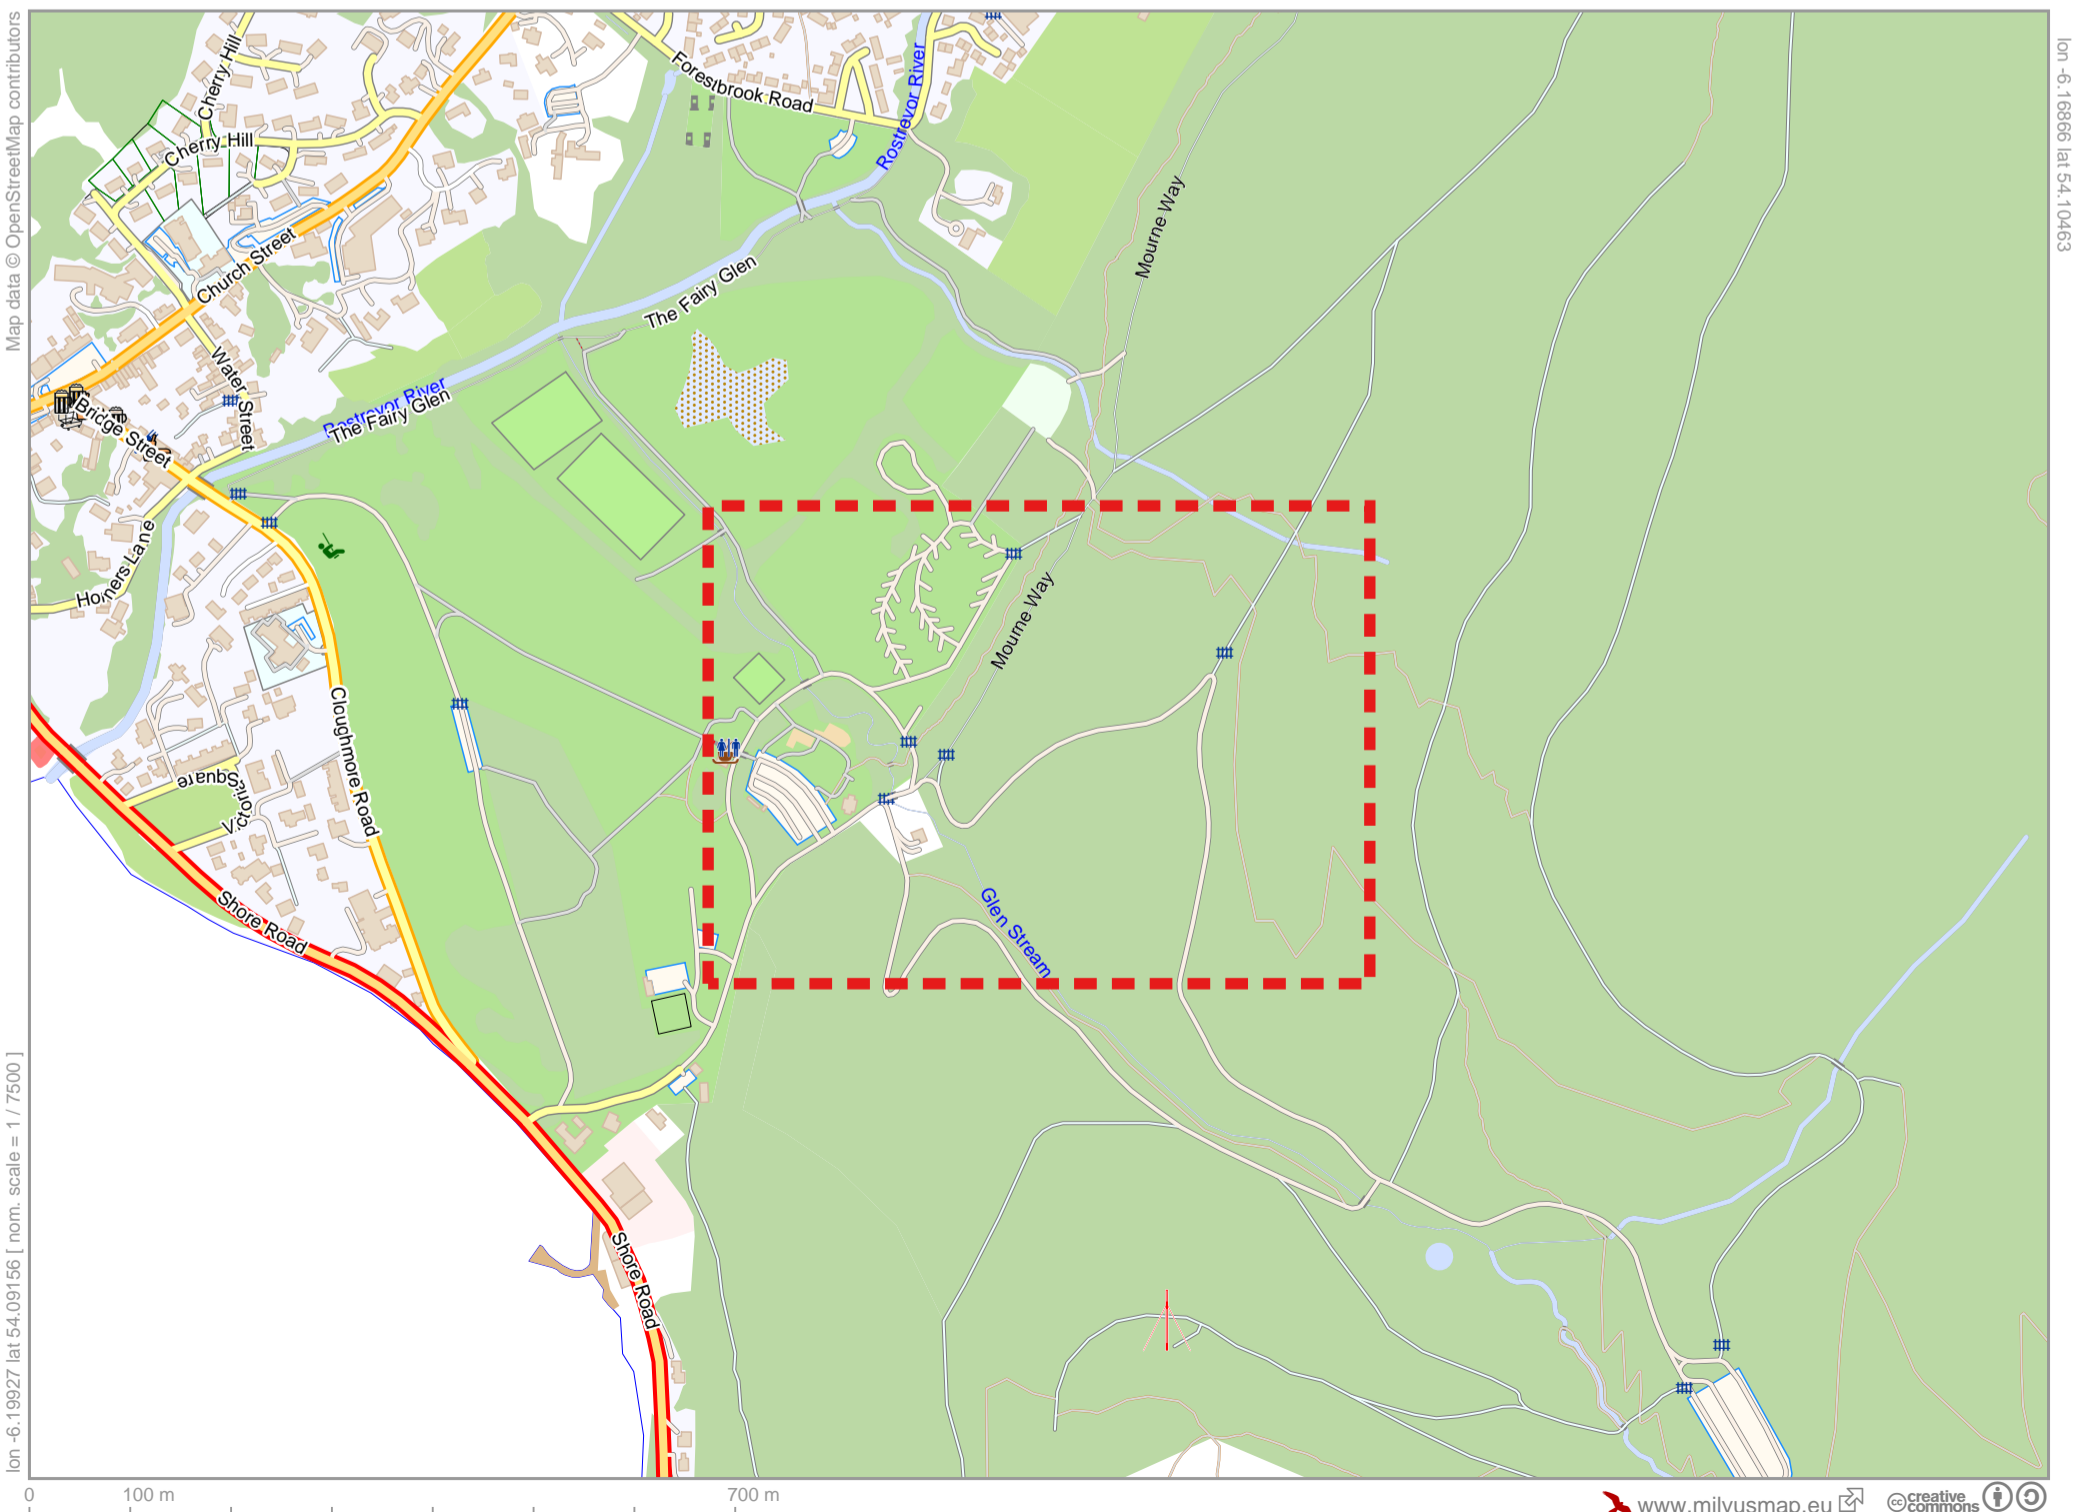 Map data © OpenStreetMap contributors
lon -6.16866 lat 54.10463
Cherry Hill
Cherry Hill
Forestbrook Road
Rostrevor River
Mourne Way
Church Street
The Fairy Glen
Water Street
Rostrevor River
The Fairy Glen
Bridge Street
Horners Lane
Mourne Way
Cloughmore Road
Victoria Square
Shore Road
Glen Stream
Shore Road
lon -6.19927 lat 54.09156 [ nom. scale = 1 / 7500 ]
0 100 m 700 m
www.milvusmap.eu
cc creative commons